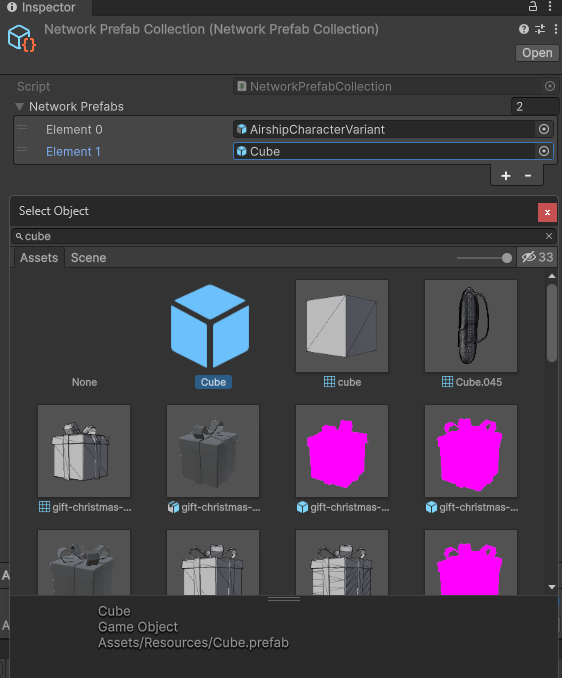 Inspector
Network Prefab Collection (Network Prefab Collection)
Open
Script NetworkPrefabCollection
Network Prefabs 2
Element 0 AirshipCharacterVariant
Element 1 Cube
+ -
Select Object x
cube
Assets Scene 33
None Cube cube Cube.045
gift-christmas-... gift-christmas-... gift-christmas-... gift-christmas-...
A
A
Cube
Game Object
Assets/Resources/Cube.prefab